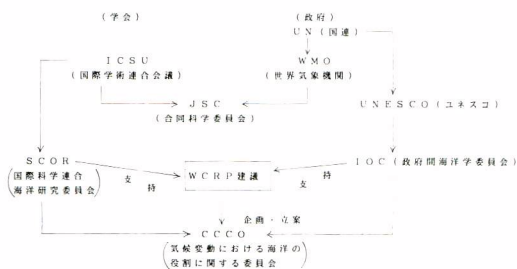 (学会)
(政府)
UN(国連)
ICSU
(国際学術連合会議)
WMO
(世界気象機関)
JSC
(合同科学委員会)
UNESCO(ユネスコ)
SCOR
(国際科学連合
海洋研究委員会)
支持
WCRP建議
支持
IOC(政府間海洋学委員会)
企画・立案
CCCO
(気候変動における海洋の
役割に関する委員会)